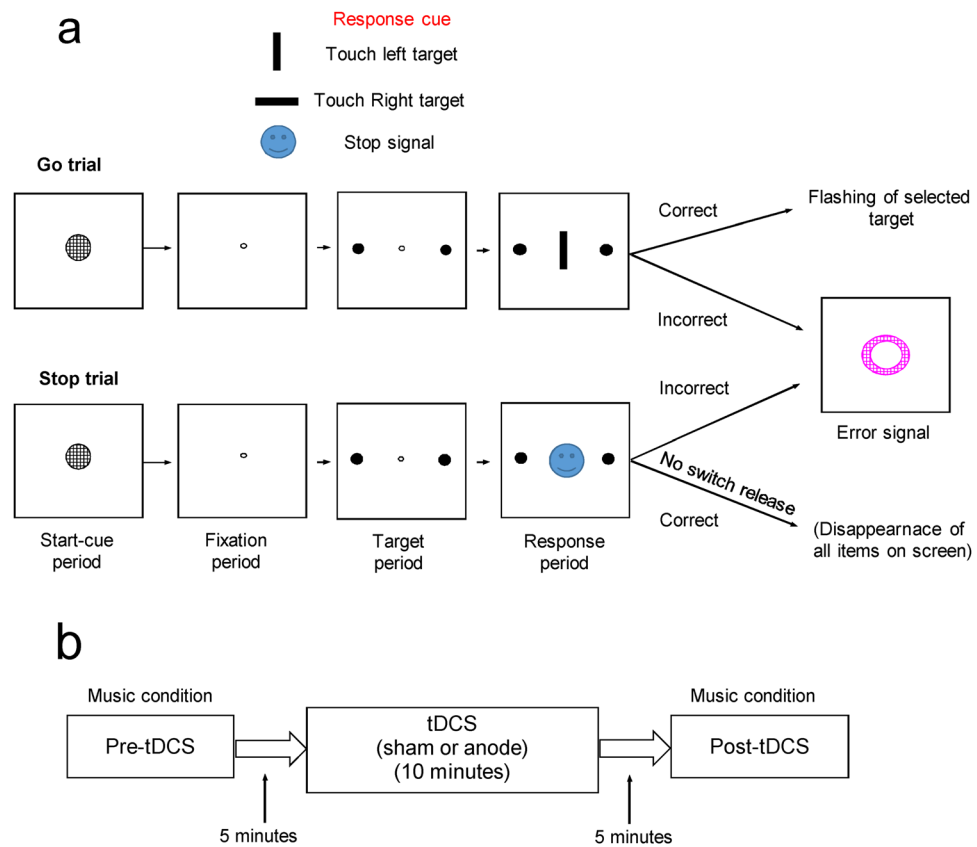 a
Response cue
Touch left target
Touch Right target
Stop signal
Go trial
Correct
Flashing of selected
target
Incorrect
Stop trial
Incorrect
Error signal
No switch release
Correct
(Disappearnace of
all items on screen)
Start-cue
period
Fixation
period
Target
period
Response
period
b
Music condition
Pre-tDCS
tDCS
(sham or anode)
(10 minutes)
Music condition
Post-tDCS
5 minutes
5 minutes